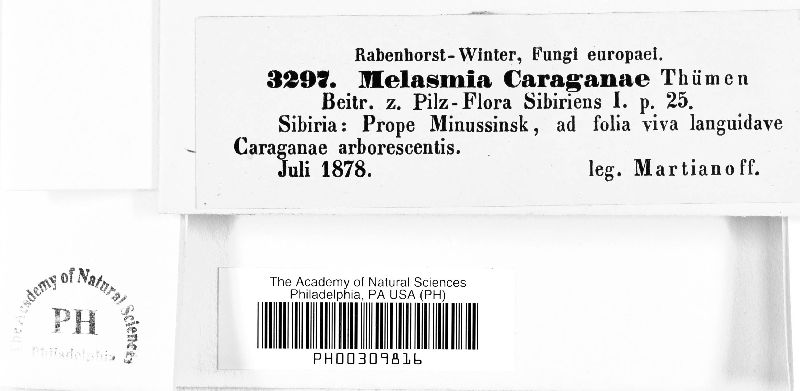 Rabenhorst-Winter, Fungi europaei.
3297. Melasmia Caraganae Thümen
Beitr. z. Pilz-Flora Sibiriens I. p. 25.
Sibiria: Prope Minussinsk, ad folia viva languidave
Caraganae arborescentis.
Juli 1878. leg. Martianoff.
The Academy of Natural Sciences
PH
Philadelphia
The Academy of Natural Sciences
Philadelphia, PA USA (PH)
PH00309816